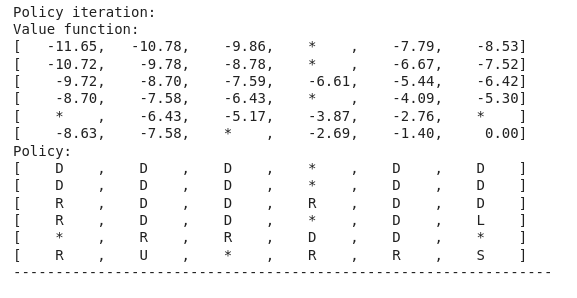 Policy iteration:
Value function:
[   -11.65,   -10.78,    -9.86,    *    ,    -7.79,    -8.53]
[   -10.72,    -9.78,    -8.78,    *    ,    -6.67,    -7.52]
[    -9.72,    -8.70,    -7.59,    -6.61,    -5.44,    -6.42]
[    -8.70,    -7.58,    -6.43,    *    ,    -4.09,    -5.30]
[    *    ,    -6.43,    -5.17,    -3.87,    -2.76,    *    ]
[    -8.63,    -7.58,    *    ,    -2.69,    -1.40,     0.00]
Policy:
[    D    ,    D    ,    D    ,    *    ,    D    ,    D    ]
[    D    ,    D    ,    D    ,    *    ,    D    ,    D    ]
[    R    ,    D    ,    D    ,    R    ,    D    ,    D    ]
[    R    ,    D    ,    D    ,    *    ,    D    ,    L    ]
[    *    ,    R    ,    R    ,    D    ,    D    ,    *    ]
[    R    ,    U    ,    *    ,    R    ,    R    ,    S    ]
----------------------------------------------------------------